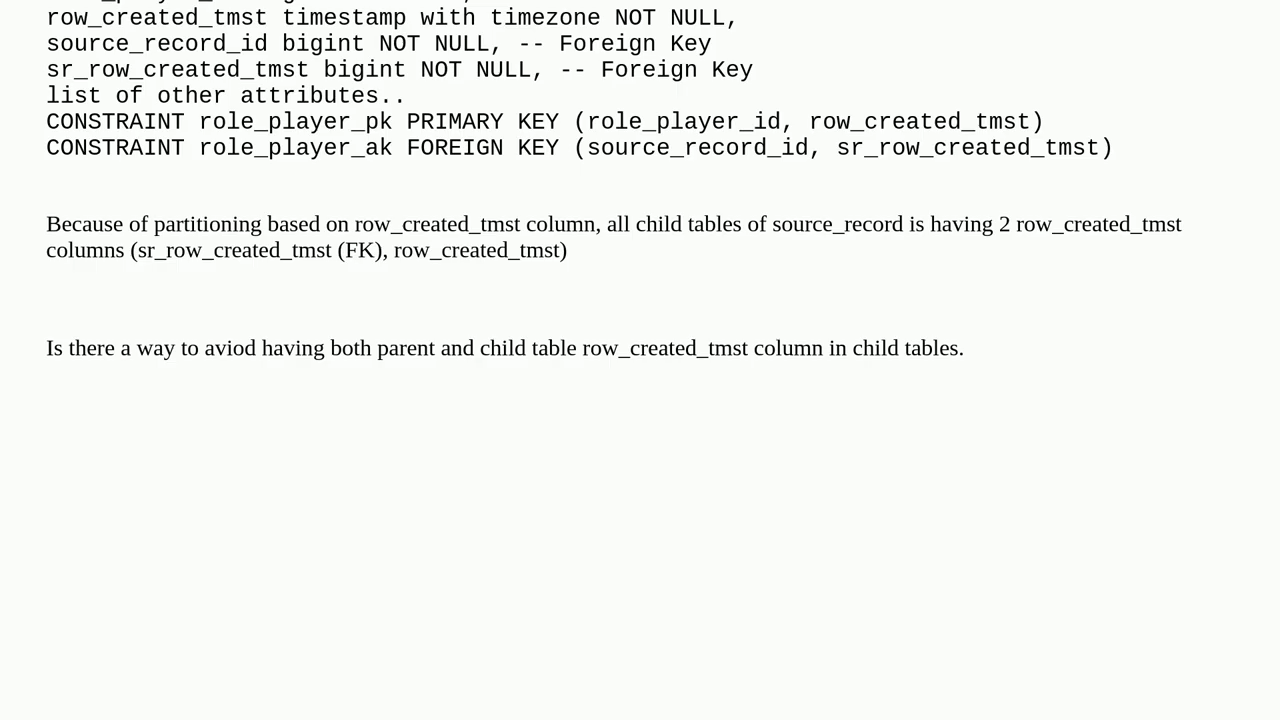 row_created_tmst timestamp with timezone NOT NULL,
source_record_id bigint NOT NULL, -- Foreign Key
sr_row_created_tmst bigint NOT NULL, -- Foreign Key
list of other attributes..
CONSTRAINT role_player_pk PRIMARY KEY (role_player_id, row_created_tmst)
CONSTRAINT role_player_ak FOREIGN KEY (source_record_id, sr_row_created_tmst)
Because of partitioning based on row_created_tmst column, all child tables of source_record is having 2 row_created_tmst
columns (sr_row_created_tmst (FK), row_created_tmst)
Is there a way to aviod having both parent and child table row_created_tmst column in child tables.